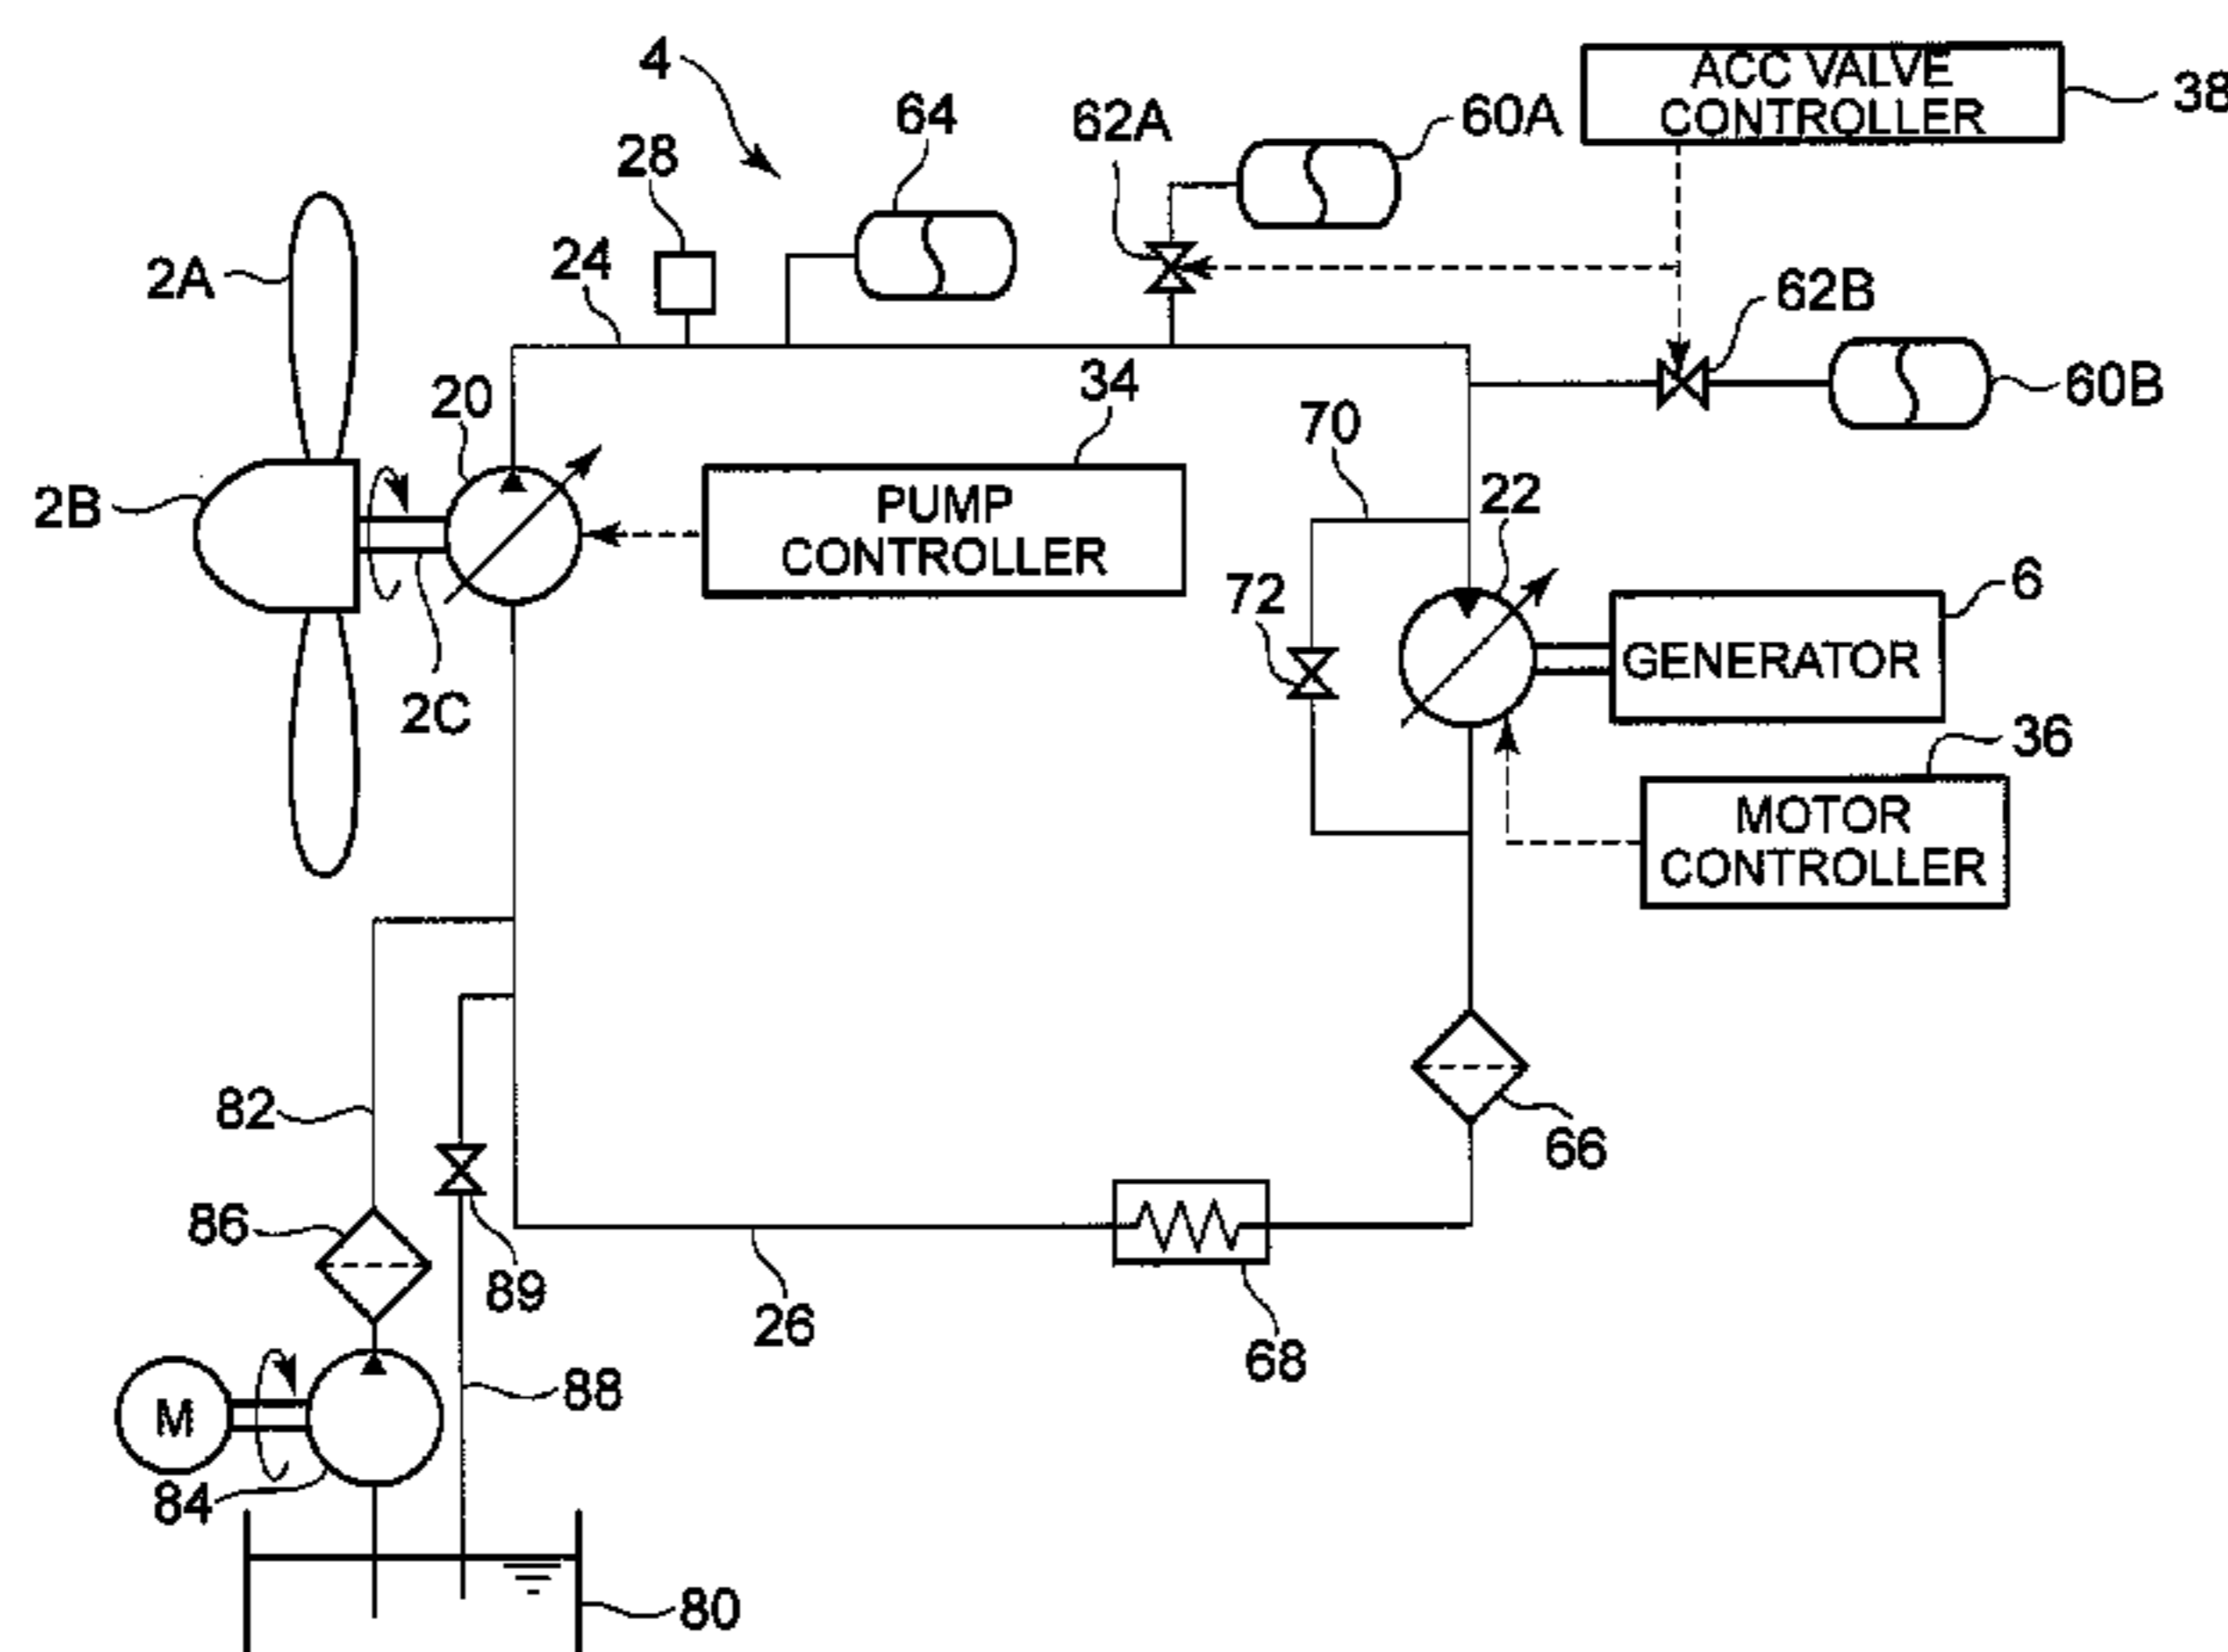 4
64
62A
60A
ACC VALVE
CONTROLLER
38
28
2A
24
62B
20
34
60B
70
2B
PUMP
CONTROLLER
22
6
72
GENERATOR
2C
36
MOTOR
CONTROLLER
82
66
86
89
26
68
88
M
84
80